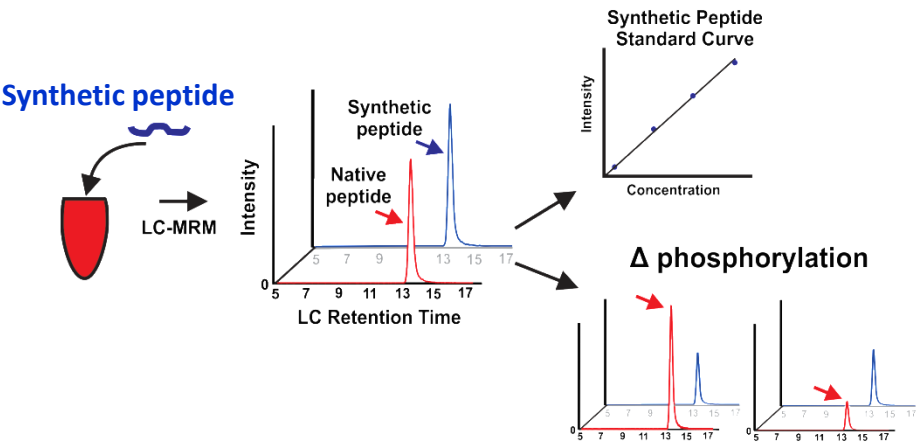 Synthetic Peptide
Standard Curve
Synthetic peptide
Intensity
Concentration
LC-MRM
Intensity
Synthetic
peptide
Native
peptide
5 7 9 13 15 17
0
5 7 9 11 13 15 17
LC Retention Time
Δ phosphorylation
5 7 9 13 15 17
0
5 7 9 11 13 15 17
5 7 9 13 15 17
0
5 7 9 11 13 15 17